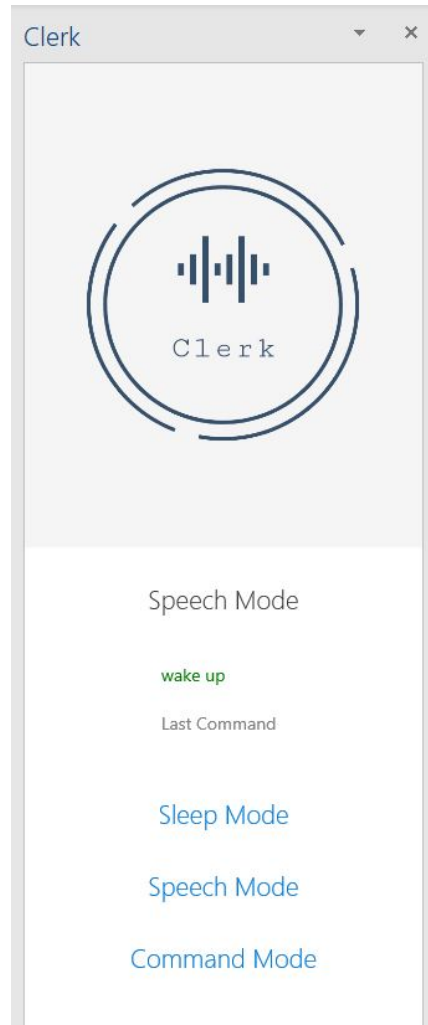 Clerk
Clerk
Speech Mode
wake up
Last Command
Sleep Mode
Speech Mode
Command Mode